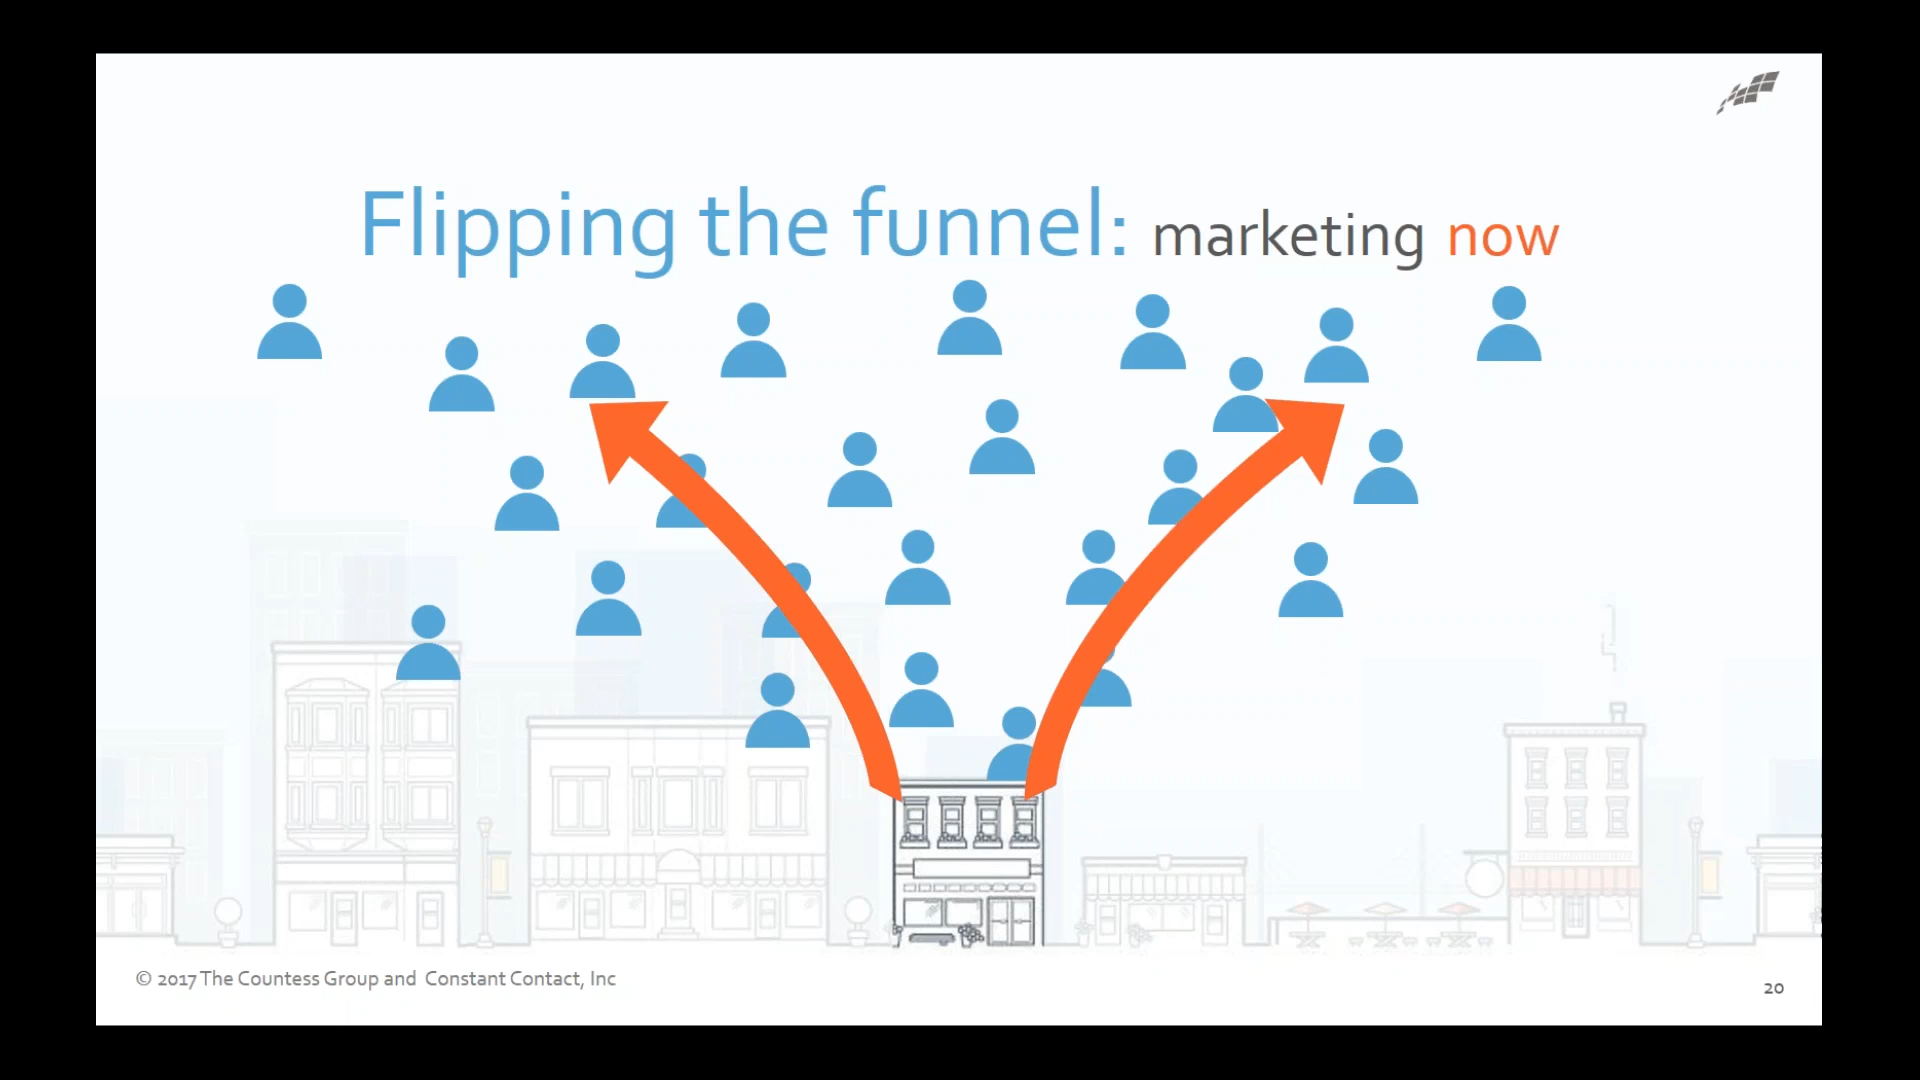 Flipping the funnel: marketing now
© 2017 The Countess Group and Constant Contact, Inc
20